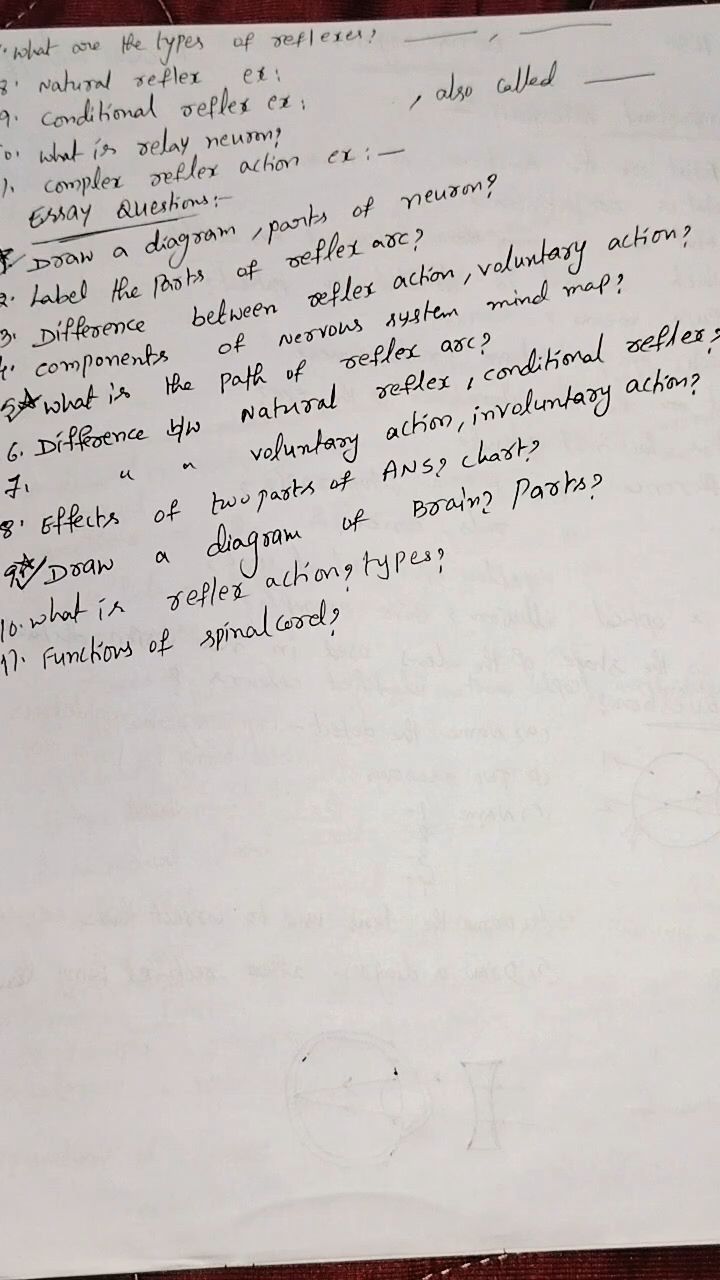 . What are the types of reflexes? ____ , ____
8. Natural reflex ex:
9. conditional reflex ex: , also called ____
10. what is relay neuron?
11. complex reflex action ex: —
Essay Questions:-
Draw a diagram, parts of neuron?
2. Label the Parts of reflex arc?
3. Difference between reflex action, voluntary action?
4. components of Nervous system mind map?
5. what is the path of reflex arc?
6. Difference b/w Natural reflex, conditional reflex?
7. " " voluntary action, involuntary action?
8. Effects of two parts of ANS? chart?
9. Draw a diagram of Brain? Parts?
10. what is reflex action? types?
11. Functions of spinal cord?